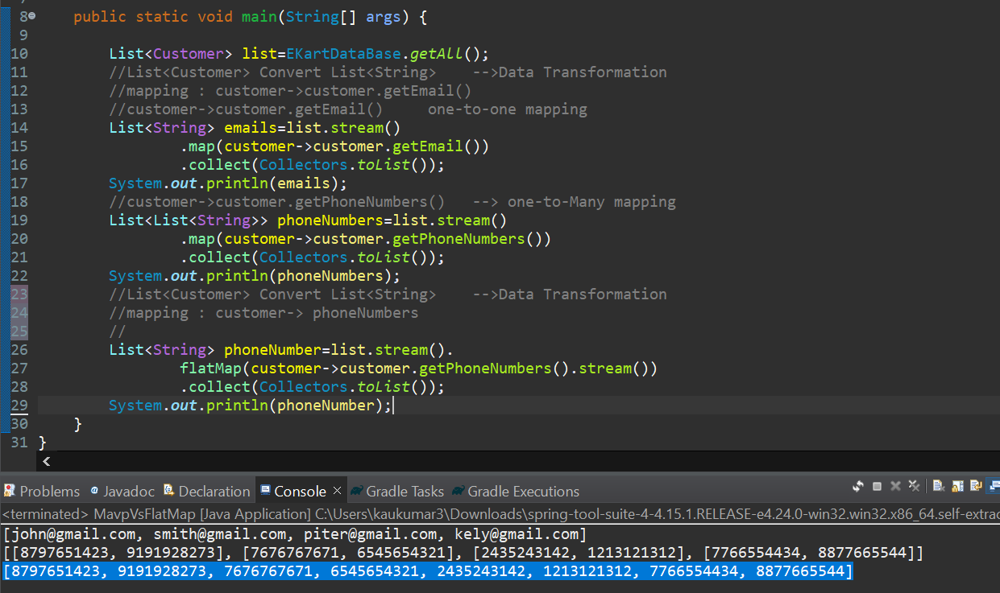 8 public static void main(String[] args) {
9
10 List<Customer> list=EKartDataBase.getAll();
11 //List<Customer> Convert List<String> -->Data Transformation
12 //mapping : customer->customer.getEmail()
13 //customer->customer.getEmail() one-to-one mapping
14 List<String> emails=list.stream()
15 .map(customer->customer.getEmail())
16 .collect(Collectors.toList());
17 System.out.println(emails);
18 //customer->customer.getPhoneNumbers() --> one-to-Many mapping
19 List<List<String>> phoneNumbers=list.stream()
20 .map(customer->customer.getPhoneNumbers())
21 .collect(Collectors.toList());
22 System.out.println(phoneNumbers);
23 //List<Customer> Convert List<String> -->Data Transformation
24 //mapping : customer-> phoneNumbers
25 //
26 List<String> phoneNumber=list.stream().
27 flatMap(customer->customer.getPhoneNumbers().stream())
28 .collect(Collectors.toList());
29 System.out.println(phoneNumber);
30 }
31 }
Problems Javadoc Declaration Console Gradle Tasks Gradle Executions
<terminated> MavpVsFlatMap [Java Application] C:\Users\kaukumar3\Downloads\spring-tool-suite-4-4.15.1.RELEASE-e4.24.0-win32.win32.x86_64.self-extrac
[john@gmail.com, smith@gmail.com, piter@gmail.com, kely@gmail.com]
[[8797651423, 9191928273], [7676767671, 6545654321], [2435243142, 1213121312], [7766554434, 8877665544]]
[8797651423, 9191928273, 7676767671, 6545654321, 2435243142, 1213121312, 7766554434, 8877665544]